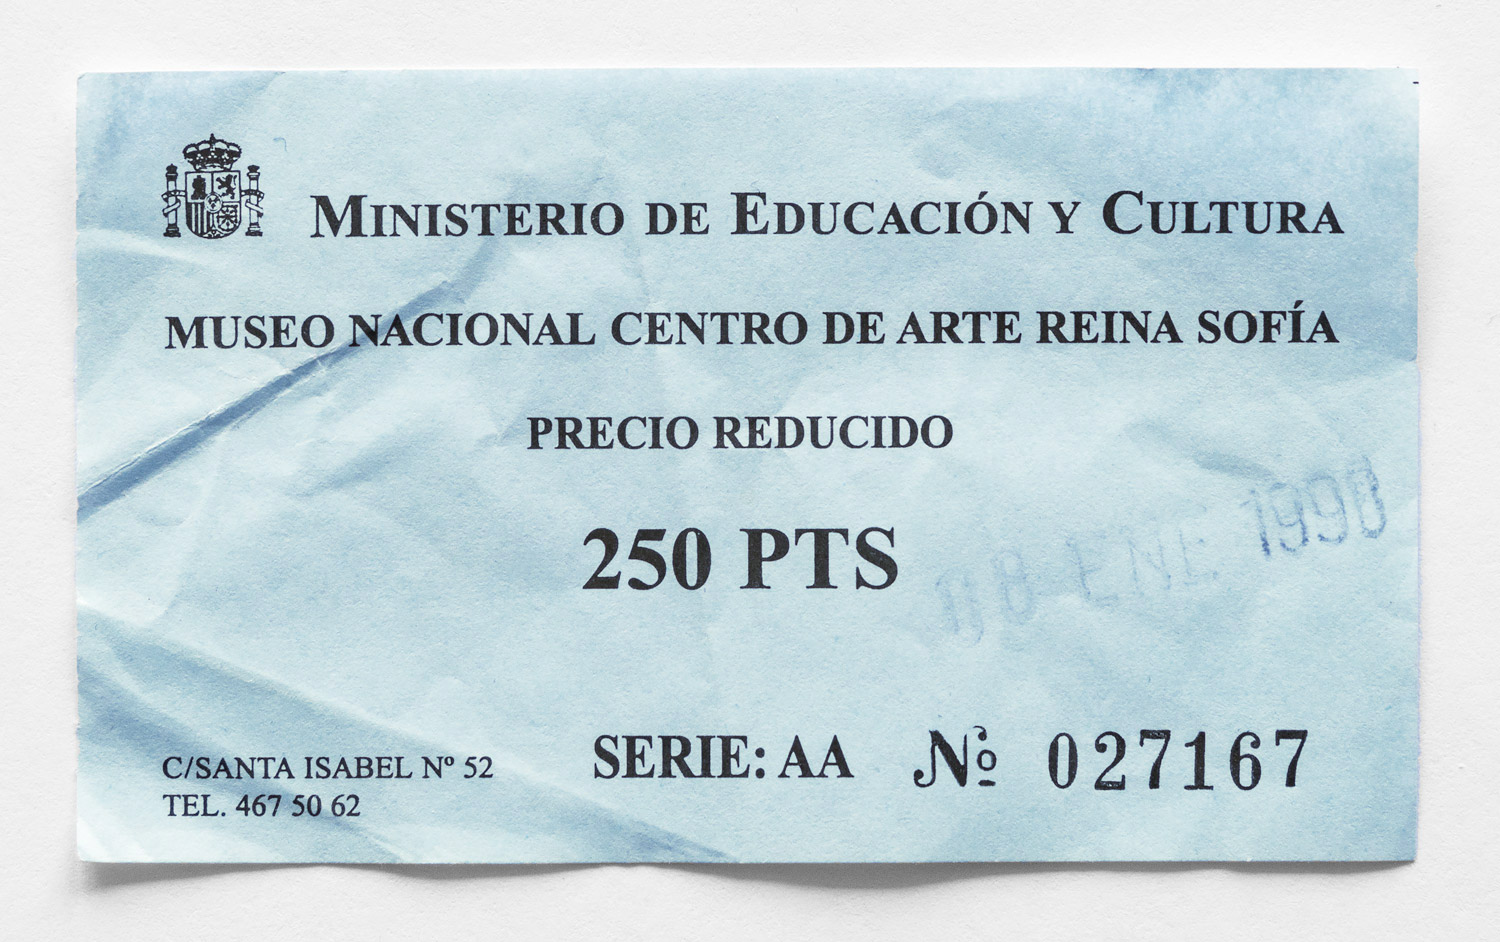 MINISTERIO DE EDUCACIÓN Y CULTURA
MUSEO NACIONAL CENTRO DE ARTE REINA SOFÍA
PRECIO REDUCIDO
250 PTS
08 ENE.
C/SANTA ISABEL Nº 52
TEL. 467 50 62
SERIE: AA Nº 027167